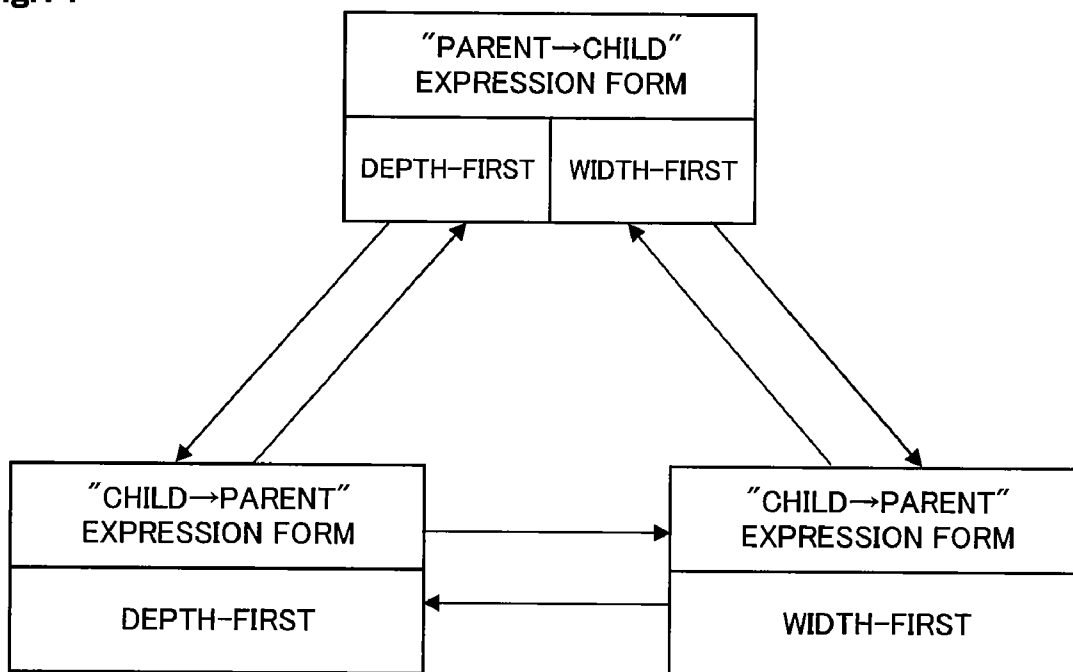 "PARENT→CHILD"
EXPRESSION FORM
DEPTH-FIRST
WIDTH-FIRST
"CHILD→PARENT"
EXPRESSION FORM
DEPTH-FIRST
"CHILD→PARENT"
EXPRESSION FORM
WIDTH-FIRST